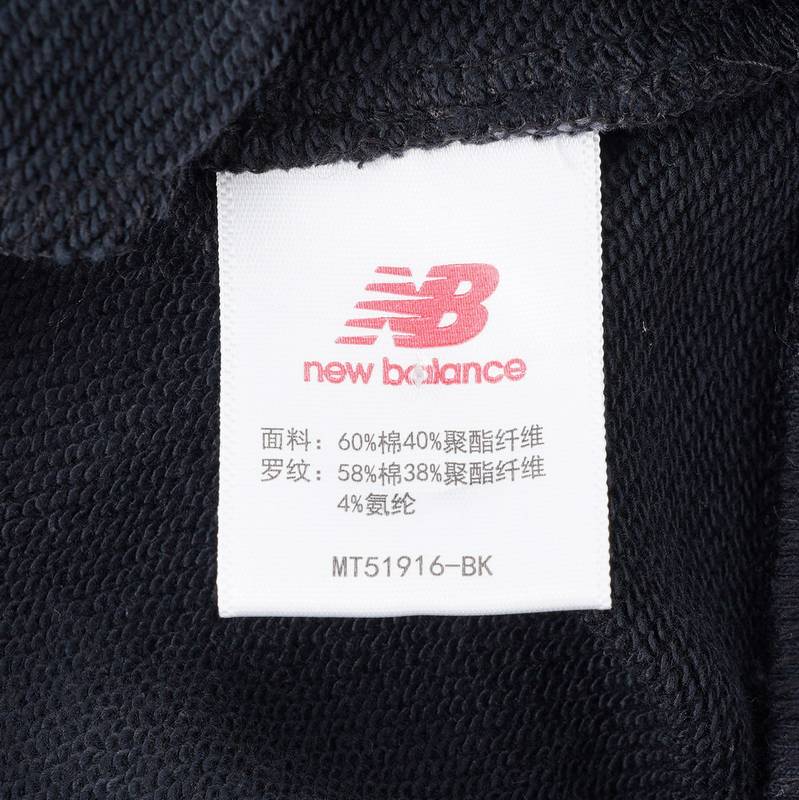 NB
new balance
面料：60%棉40%聚酯纤维
罗纹：58%棉38%聚酯纤维
4%氨纶
MT51916-BK